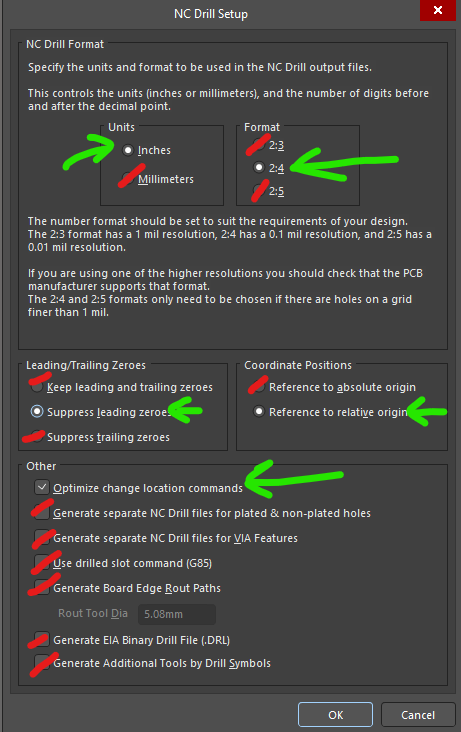 NC Drill Setup
NC Drill Format
Specify the units and format to be used in the NC Drill output files.
This controls the units (inches or millimeters), and the number of digits before
and after the decimal point.
Units
Inches
Millimeters
Format
2:3
2:4
2:5
The number format should be set to suit the requirements of your design.
The 2:3 format has a 1 mil resolution, 2:4 has a 0.1 mil resolution, and 2:5 has a
0.01 mil resolution.
If you are using one of the higher resolutions you should check that the PCB
manufacturer supports that format.
The 2:4 and 2:5 formats only need to be chosen if there are holes on a grid
finer than 1 mil.
Leading/Trailing Zeroes
Keep leading and trailing zeroes
Suppress leading zeroes
Suppress trailing zeroes
Coordinate Positions
Reference to absolute origin
Reference to relative origin
Other
Optimize change location commands
Generate separate NC Drill files for plated & non-plated holes
Generate separate NC Drill files for VIA Features
Use drilled slot command (G85)
Generate Board Edge Rout Paths
Rout Tool Dia
5.08mm
Generate EIA Binary Drill File (.DRL)
Generate Additional Tools by Drill Symbols
OK
Cancel